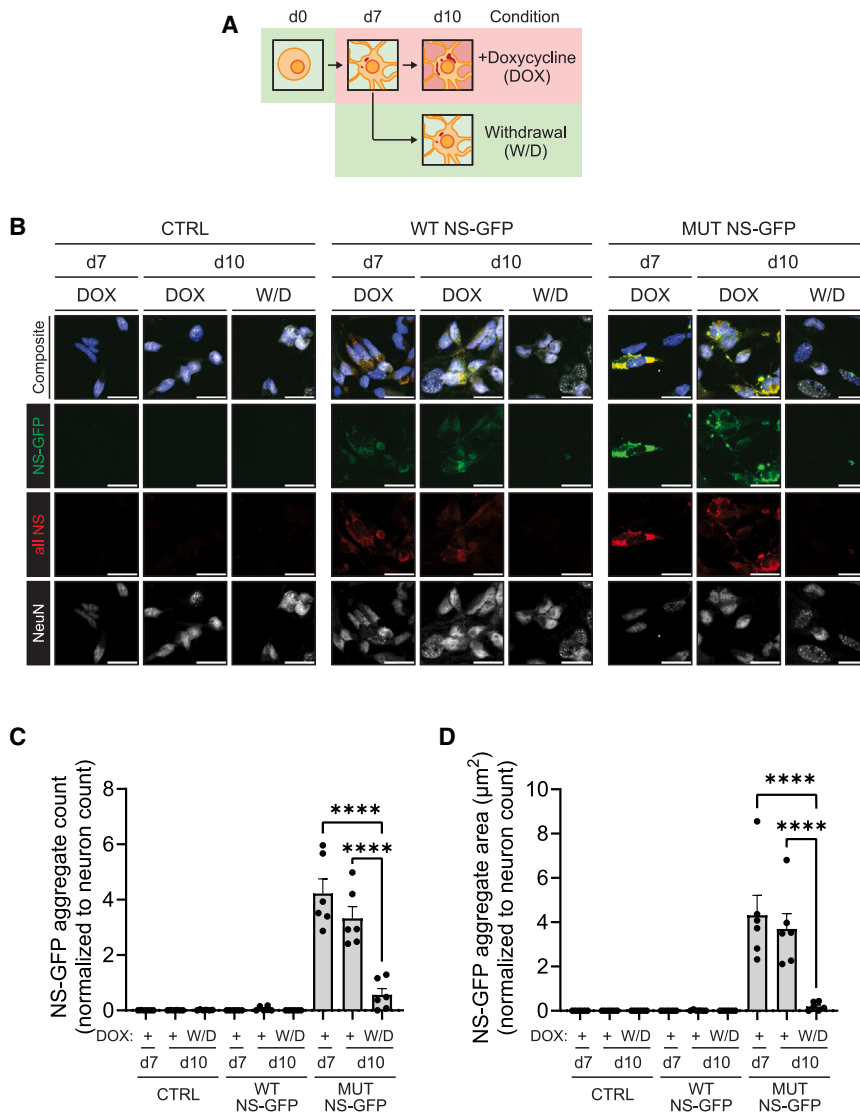 A
d0 d7 d10 Condition
+Doxycycline
(DOX)
Withdrawal
(W/D)
B
CTRL WT NS-GFP MUT NS-GFP
d7 d10 d7 d10 d7 d10
DOX DOX W/D DOX DOX W/D DOX DOX W/D
Composite
NS-GFP
all NS
NeuN
C
NS-GFP aggregate count
(normalized to neuron count)
8
6
4
2
0
**** 
****
DOX: + + W/D + + W/D + + W/D
d7 d10 d7 d10 d7 d10
CTRL WT NS-GFP MUT NS-GFP
D
NS-GFP aggregate area (µm²)
(normalized to neuron count)
10
8
6
4
2
0
****
****
DOX: + + W/D + + W/D + + W/D
d7 d10 d7 d10 d7 d10
CTRL WT NS-GFP MUT NS-GFP